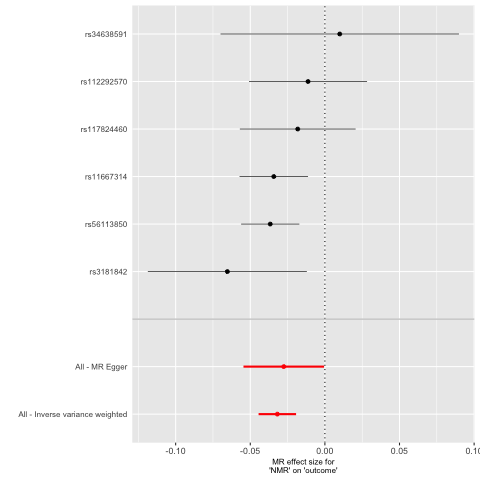 rs34638591
rs112292570
rs117824460
rs11667314
rs56113850
rs3181842
All - MR Egger
All - Inverse variance weighted
-0.10 -0.05 0.00 0.05 0.10
MR effect size for
'NMR' on 'outcome'